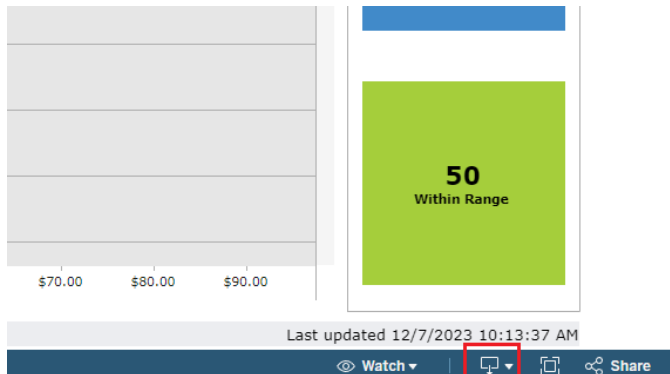 50
Within Range
$70.00 $80.00 $90.00
Last updated 12/7/2023 10:13:37 AM
Watch Share